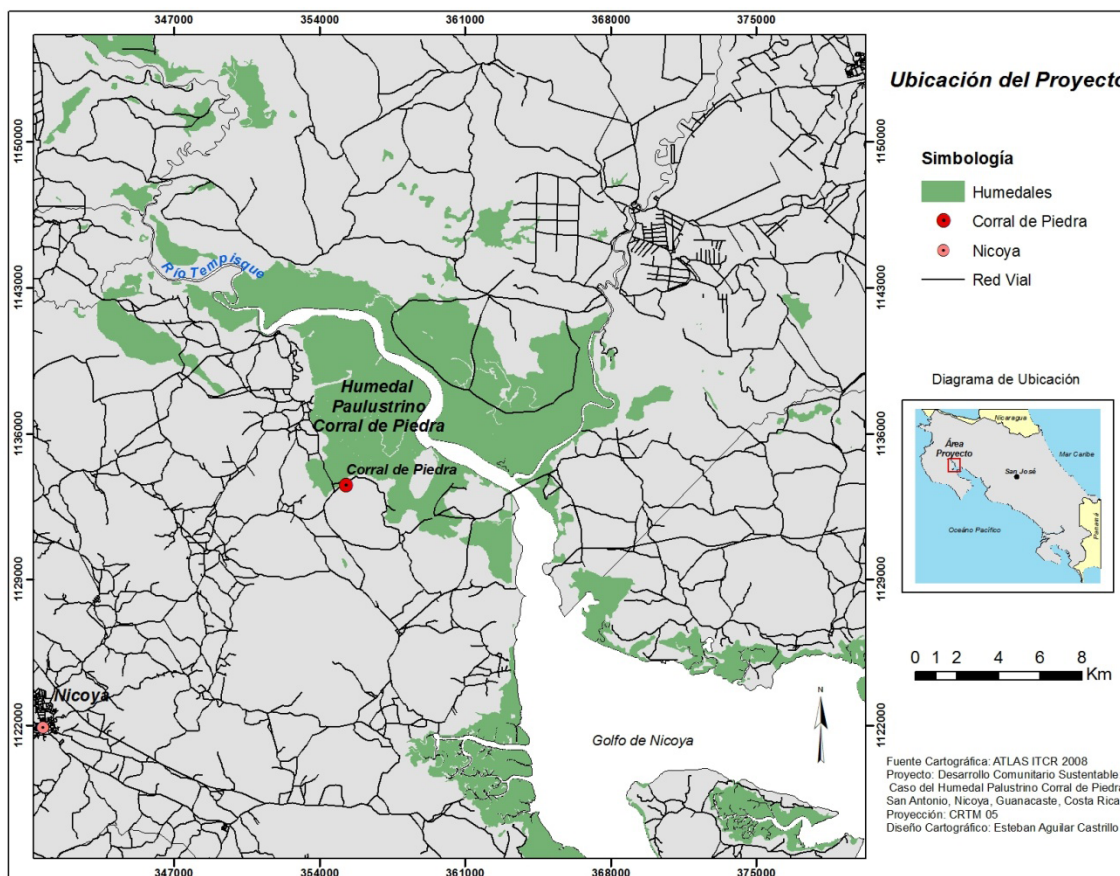 347000 354000 361000 368000 375000
Ubicación del Proyecto
Simbología
Humedales
Corral de Piedra
Nicoya
Red Vial
1150000 1150000
1143000 1143000
1136000 1136000
1129000 1129000
1122000 1122000
Río Tempisque
Humedal
Paulustrino
Corral de Piedra
Corral de Piedra
Nicoya
Golfo de Nicoya
Diagrama de Ubicación
Nicaragua
Área
Proyecto
Mar Caribe
San José
Océano Pacífico
Panamá
0 1 2 4 6 8
Km
N
Fuente Cartográfica: ATLAS ITCR 2008
Proyecto: Desarrollo Comunitario Sustentable
Caso del Humedal Palustrino Corral de Piedra
San Antonio, Nicoya, Guanacaste, Costa Rica
Proyección: CRTM 05
Diseño Cartográfico: Esteban Aguilar Castrillo
347000 354000 361000 368000 375000